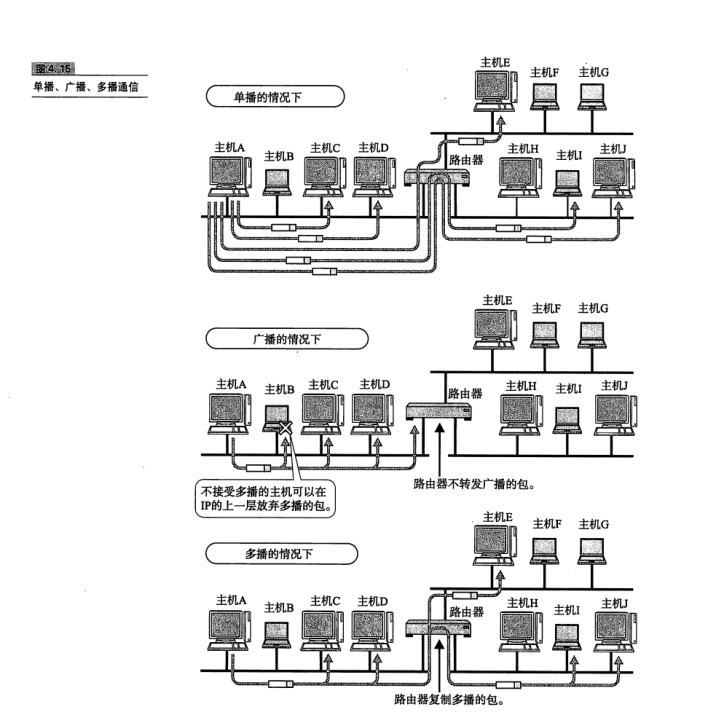 图4.15
单播、广播、多播通信
单播的情况下
主机E
主机F
主机G
主机A
主机B
主机C
主机D
路由器
主机H
主机I
主机J
广播的情况下
主机E
主机F
主机G
主机A
主机B
主机C
主机D
路由器
主机H
主机I
主机J
不接受多播的主机可以在
IP的上一层放弃多播的包。
路由器不转发广播的包。
多播的情况下
主机E
主机F
主机G
主机A
主机B
主机C
主机D
路由器
主机H
主机I
主机J
路由器复制多播的包。